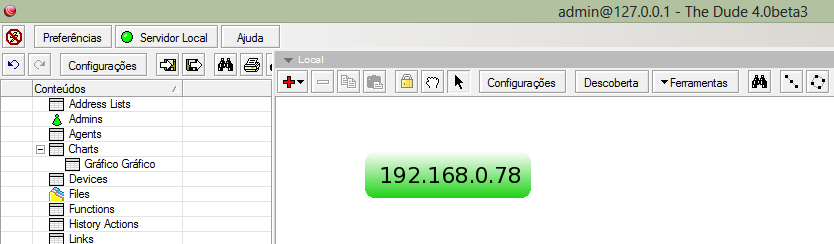 admin@127.0.0.1 - The Dude 4.0beta3
Preferências Servidor Local Ajuda
Configurações
Local
Configurações Descoberta Ferramentas
Conteúdos
Address Lists
Admins
Agents
Charts
Gráfico Gráfico
Devices
Files
Functions
History Actions
Links
192.168.0.78